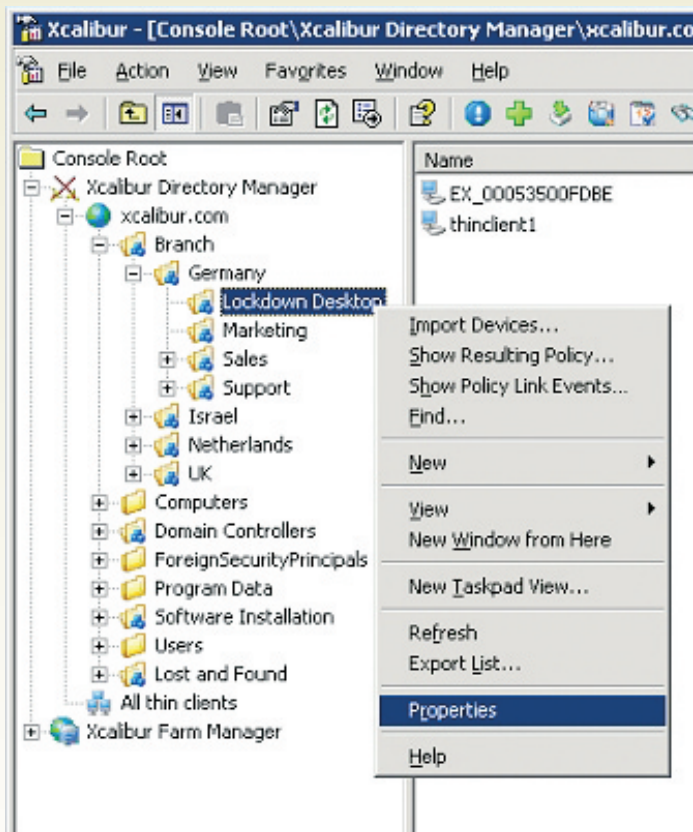 Xcalibur - [Console Root\Xcalibur Directory Manager\xcalibur.co
File Action View Favorites Window Help
Console Root
Xcalibur Directory Manager
xcalibur.com
Branch
Germany
Lockdown Desktop
Marketing
Sales
Support
Israel
Netherlands
UK
Computers
Domain Controllers
ForeignSecurityPrincipals
Program Data
Software Installation
Users
Lost and Found
All thin clients
Xcalibur Farm Manager
Name
EX_00053500FDBE
thinclient1
Import Devices...
Show Resulting Policy...
Show Policy Link Events...
Find...
New
View
New Window from Here
New Taskpad View...
Refresh
Export List...
Properties
Help